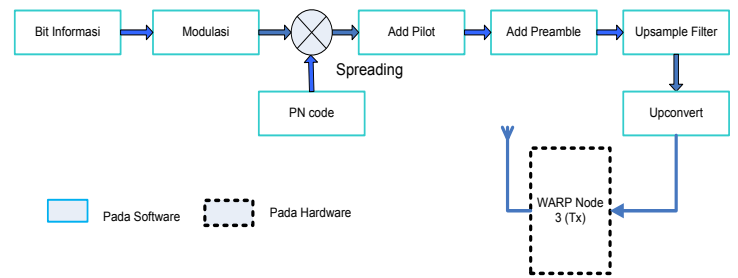 Bit Informasi
Modulasi
Add Pilot
Add Preamble
Upsample Filter
Spreading
PN code
Upconvert
WARP Node
3 (Tx)
Pada Software
Pada Hardware